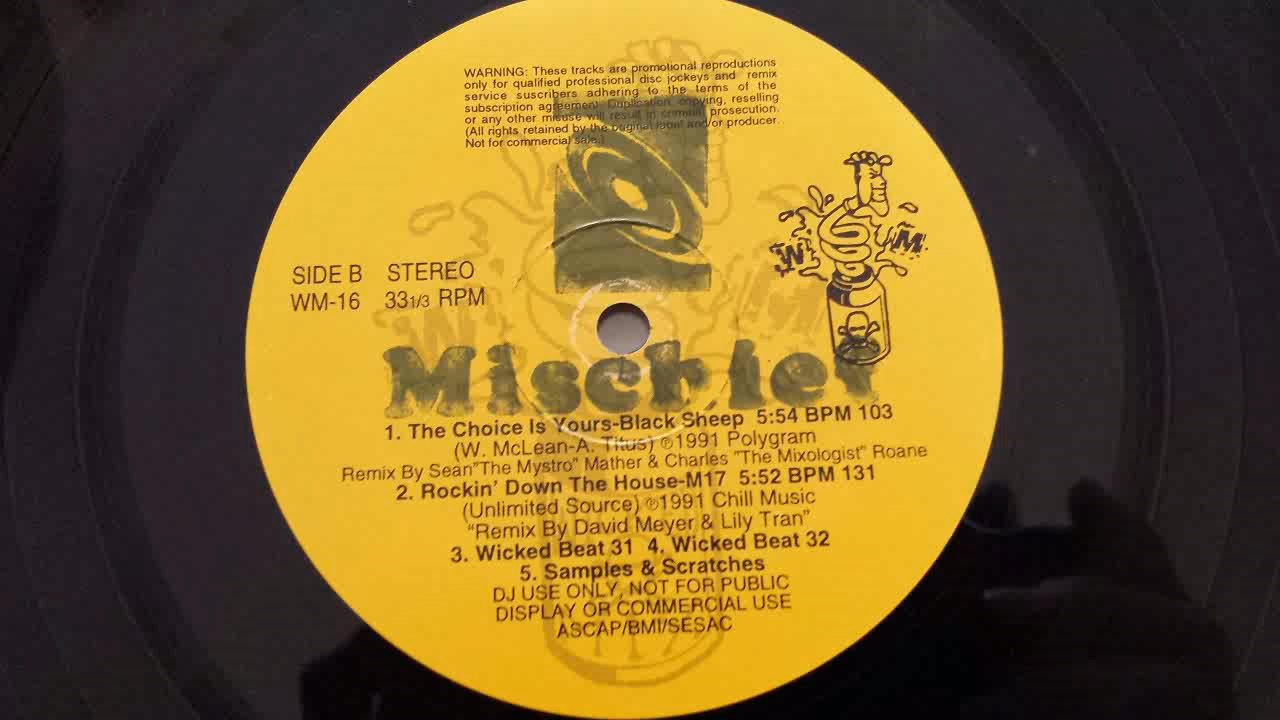 WARNING: These tracks are promotional reproductions
only for qualified professional disc jockeys and remix
service suscribers adhering to the terms of the
subscription agreement. Duplication, copying, reselling
or any other misuse will result in criminal prosecution.
(All rights retained by the original label and/or producer.
Not for commercial sale.)
W M
SIDE B STEREO
WM-16 33 1/3 RPM
W M
Mischief
1. The Choice Is Yours-Black Sheep 5:54 BPM 103
(W. McLean-A. Titus) ℗1991 Polygram
Remix By Sean"The Mystro" Mather & Charles "The Mixologist" Roane
2. Rockin' Down The House-M17 5:52 BPM 131
(Unlimited Source) ℗1991 Chill Music
"Remix By David Meyer & Lily Tran"
3. Wicked Beat 31 4. Wicked Beat 32
5. Samples & Scratches
DJ USE ONLY, NOT FOR PUBLIC
DISPLAY OR COMMERCIAL USE
ASCAP/BMI/SESAC